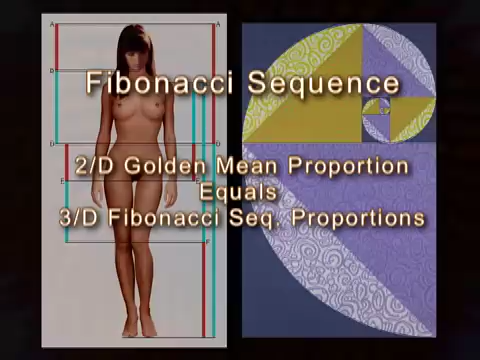 A
A
Fibonacci Sequence
D
D
2/D Golden Mean Proportion
E
Equals
3/D Fibonacci Seq. Proportions
F